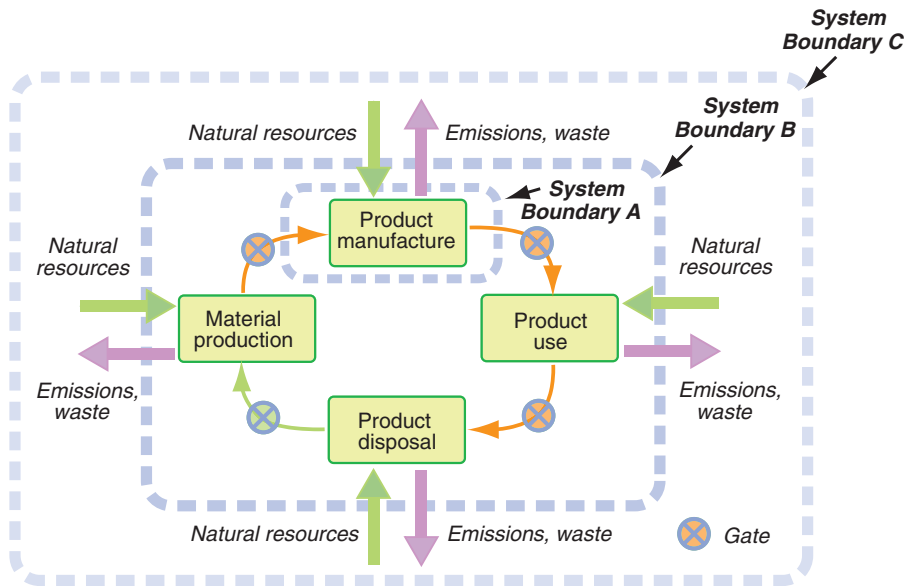 System
Boundary C
System
Boundary B
Natural resources
Emissions, waste
System
Boundary A
Product
manufacture
Natural
resources
Natural
resources
Material
production
Product
use
Emissions,
waste
Emissions,
waste
Product
disposal
Natural resources
Emissions, waste
Gate